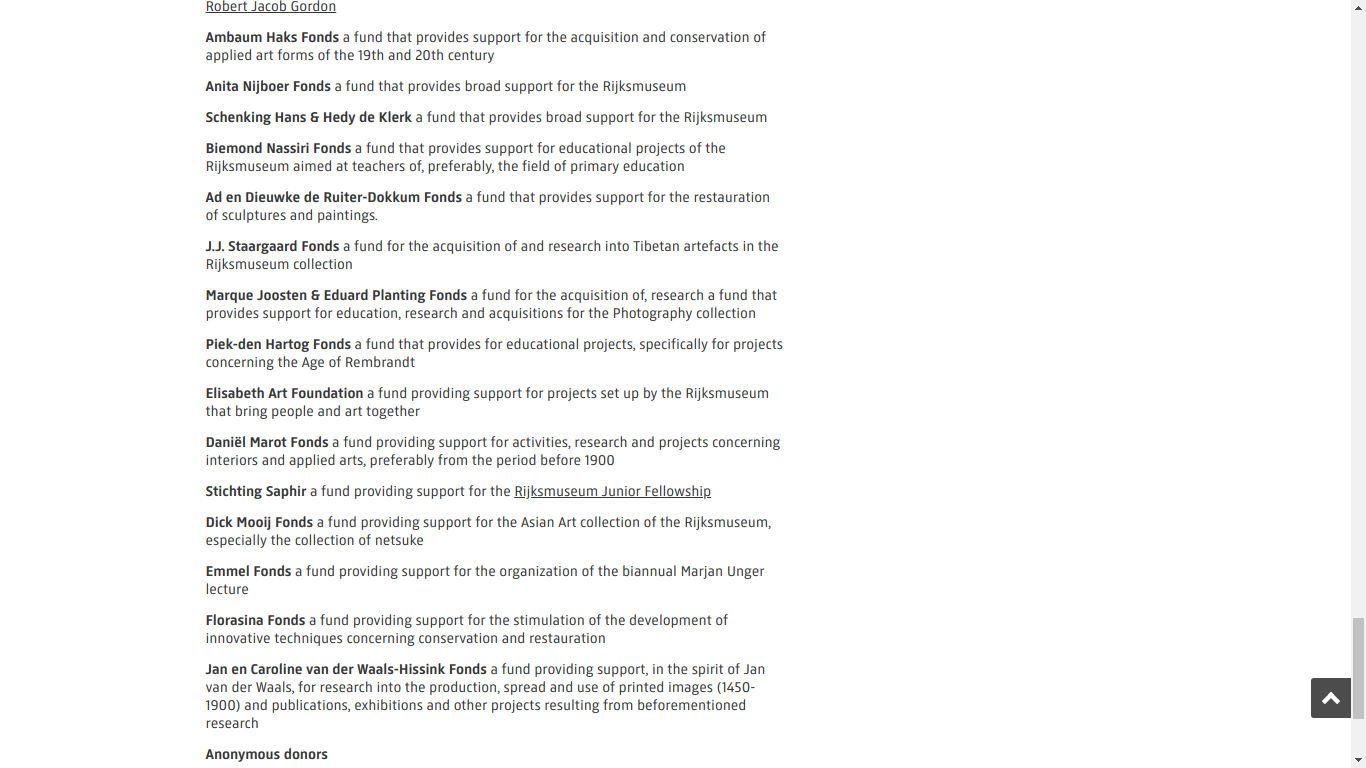 Robert Jacob Gordon
Ambaum Haks Fonds a fund that provides support for the acquisition and conservation of
applied art forms of the 19th and 20th century
Anita Nijboer Fonds a fund that provides broad support for the Rijksmuseum
Schenking Hans & Hedy de Klerk a fund that provides broad support for the Rijksmuseum
Biemond Nassiri Fonds a fund that provides support for educational projects of the
Rijksmuseum aimed at teachers of, preferably, the field of primary education
Ad en Dieuwke de Ruiter-Dokkum Fonds a fund that provides support for the restauration
of sculptures and paintings.
J.J. Staargaard Fonds a fund for the acquisition of and research into Tibetan artefacts in the
Rijksmuseum collection
Marque Joosten & Eduard Planting Fonds a fund for the acquisition of, research a fund that
provides support for education, research and acquisitions for the Photography collection
Piek-den Hartog Fonds a fund that provides for educational projects, specifically for projects
concerning the Age of Rembrandt
Elisabeth Art Foundation a fund providing support for projects set up by the Rijksmuseum
that bring people and art together
Daniël Marot Fonds a fund providing support for activities, research and projects concerning
interiors and applied arts, preferably from the period before 1900
Stichting Saphir a fund providing support for the Rijksmuseum Junior Fellowship
Dick Mooij Fonds a fund providing support for the Asian Art collection of the Rijksmuseum,
especially the collection of netsuke
Emmel Fonds a fund providing support for the organization of the biannual Marjan Unger
lecture
Florasina Fonds a fund providing support for the stimulation of the development of
innovative techniques concerning conservation and restauration
Jan en Caroline van der Waals-Hissink Fonds a fund providing support, in the spirit of Jan
van der Waals, for research into the production, spread and use of printed images (1450-
1900) and publications, exhibitions and other projects resulting from beforementioned
research
Anonymous donors